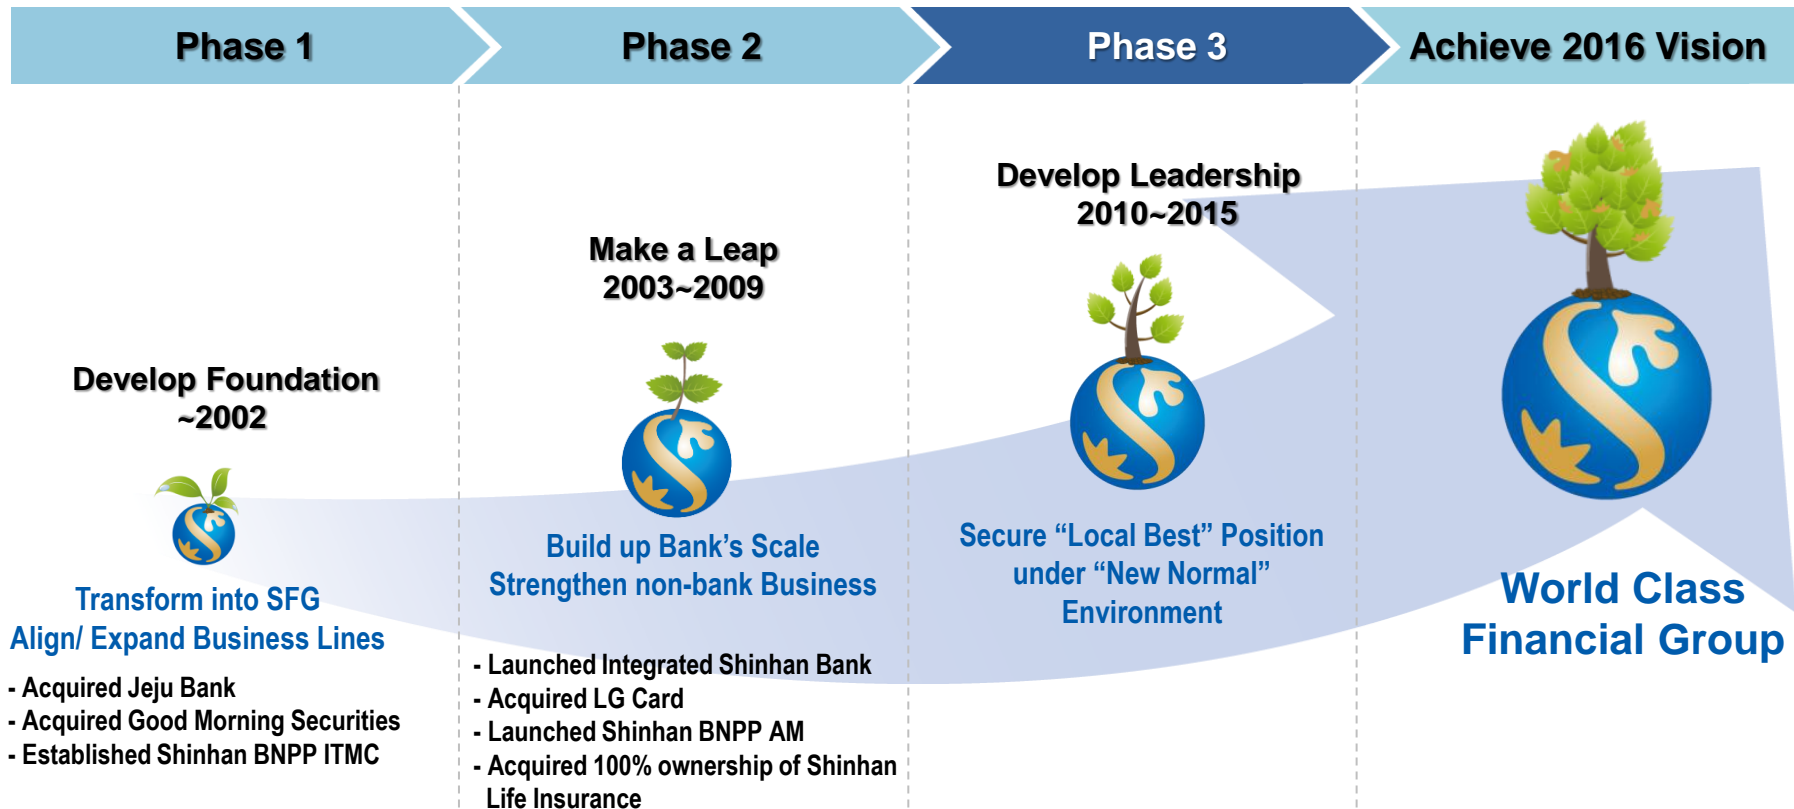 Phase 1
Phase 2
Phase 3
Achieve 2016 Vision
Develop Foundation
~2002
Transform into SFG
Align/ Expand Business Lines
- Acquired Jeju Bank
- Acquired Good Morning Securities
- Established Shinhan BNPP ITMC
Make a Leap
2003~2009
Build up Bank’s Scale
Strengthen non-bank Business
- Launched Integrated Shinhan Bank
- Acquired LG Card
- Launched Shinhan BNPP AM
- Acquired 100% ownership of Shinhan
Life Insurance
Develop Leadership
2010~2015
Secure “Local Best” Position
under “New Normal”
Environment
World Class
Financial Group